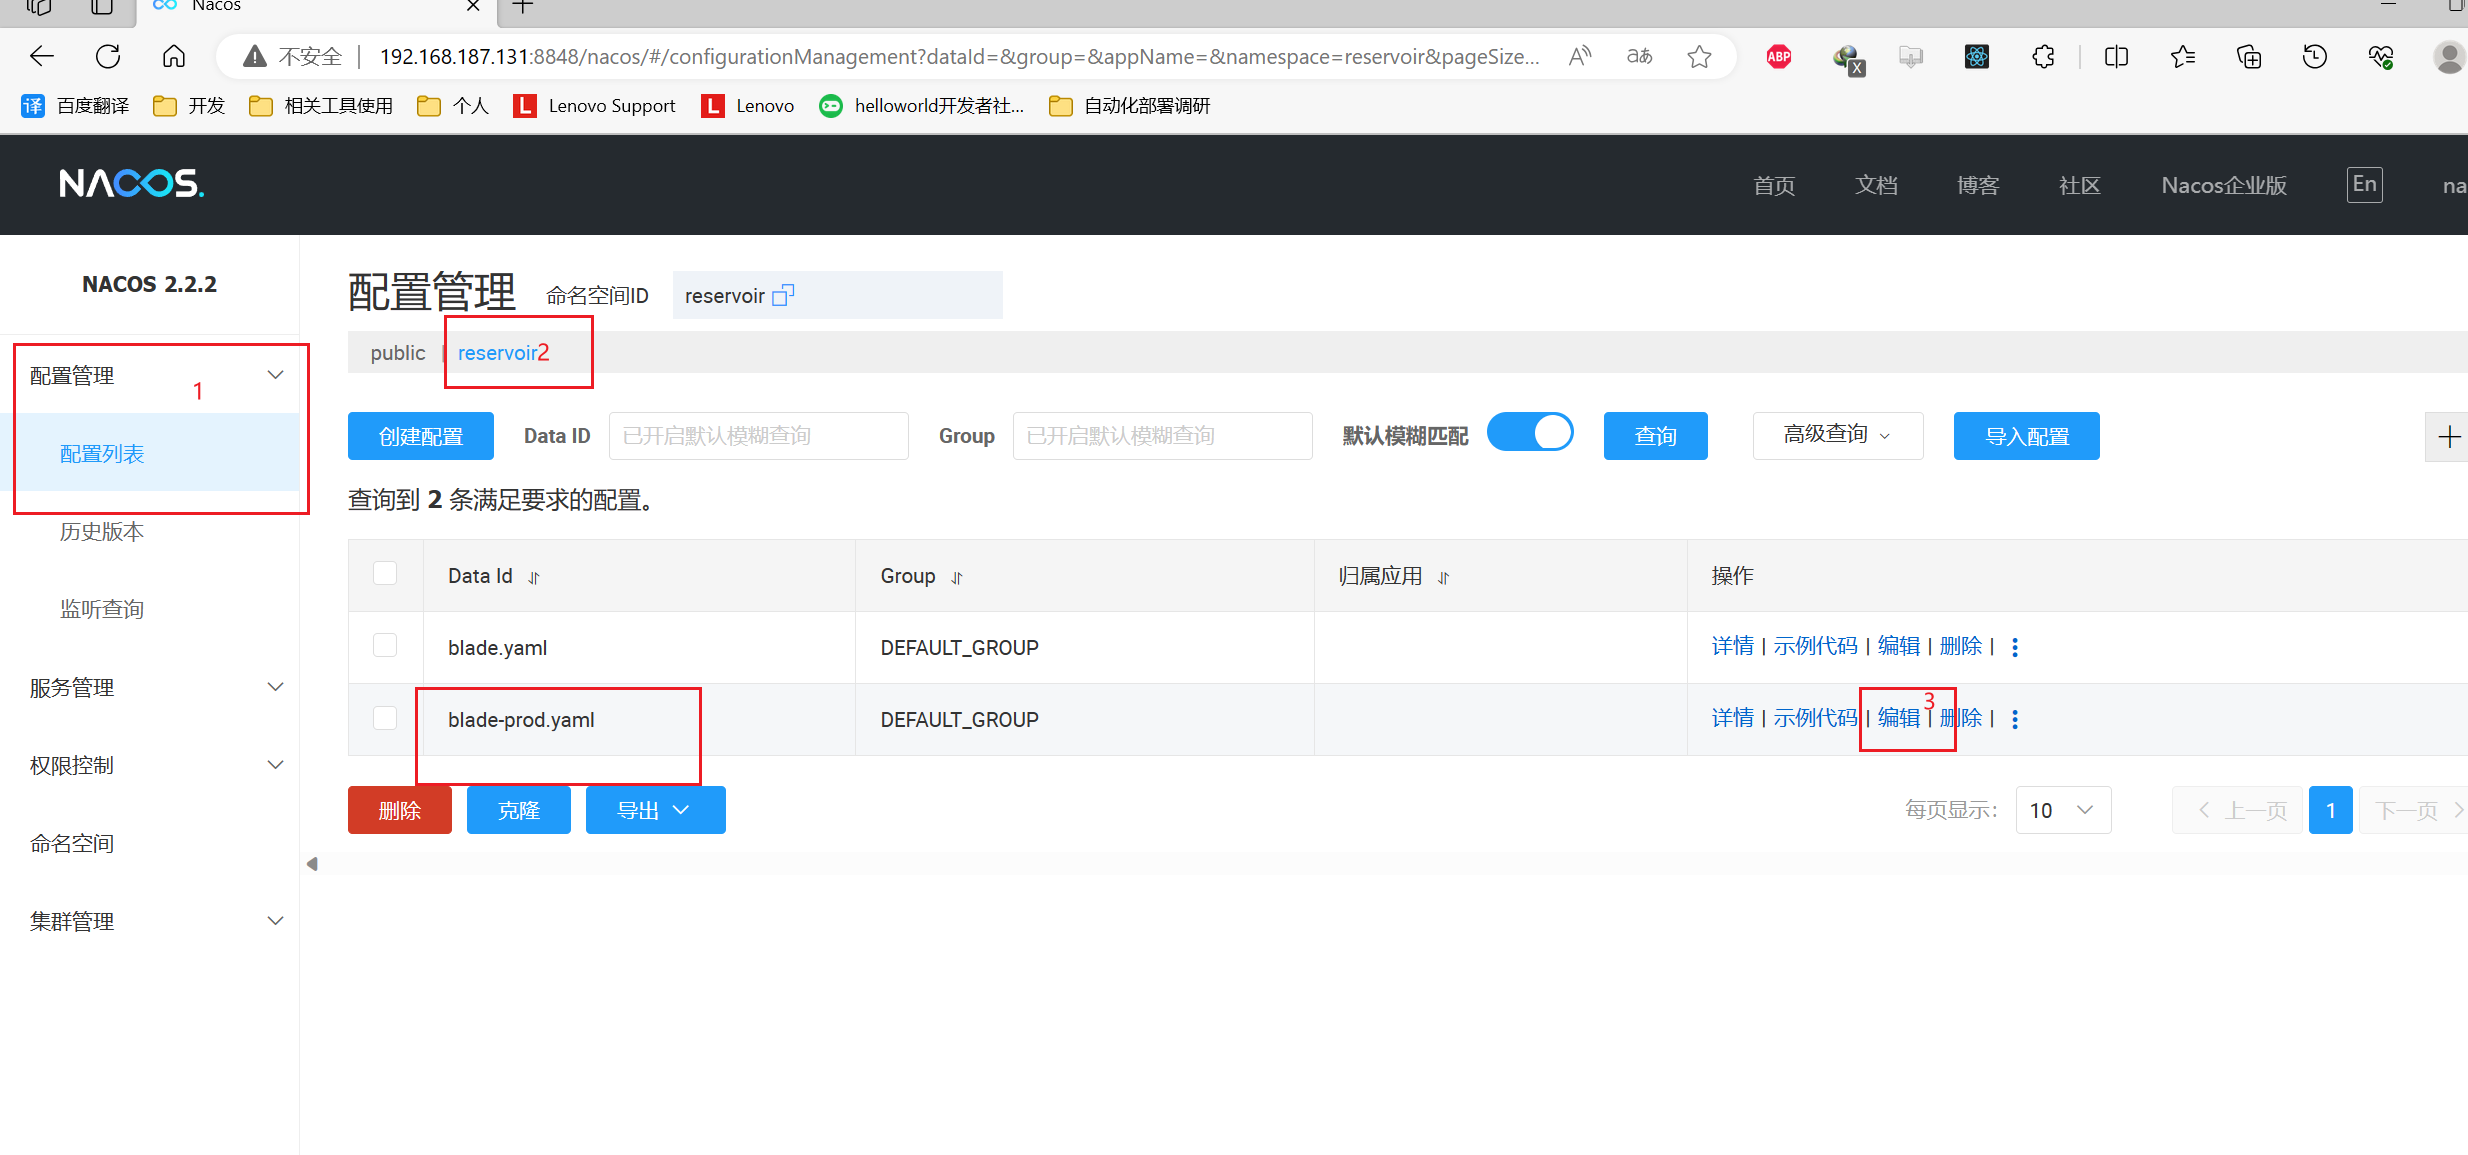 Nacos
不安全 192.168.187.131:8848/nacos/#/configurationManagement?dataId=&group=&appName=&namespace=reservoir&pageSize... aあ ABP X
译 百度翻译 开发 相关工具使用 个人 L Lenovo Support L Lenovo helloworld开发者社... 自动化部署调研
NACOS. 首页 文档 博客 社区 Nacos企业版 En na
NACOS 2.2.2
配置管理 1
配置列表
历史版本
监听查询
服务管理
权限控制
命名空间
集群管理
配置管理 命名空间ID reservoir
public | reservoir 2
创建配置 Data ID 已开启默认模糊查询 Group 已开启默认模糊查询 默认模糊匹配 查询 高级查询 导入配置
查询到 2 条满足要求的配置。
Data Id Group 归属应用 操作
blade.yaml DEFAULT_GROUP 详情 | 示例代码 | 编辑 | 删除 |
blade-prod.yaml DEFAULT_GROUP 详情 | 示例代码 | 编辑 | 删除 | 3
删除 克隆 导出 每页显示: 10 上一页 1 下一页